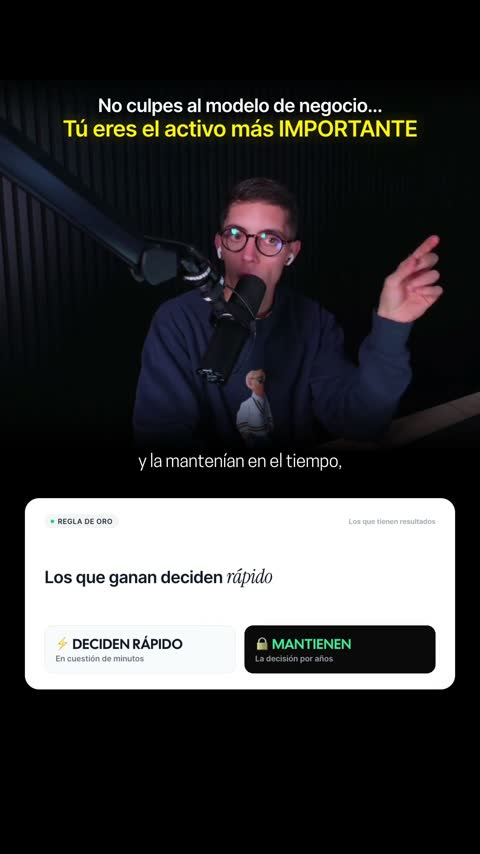 No culpes al modelo de negocio...
Tú eres el activo más IMPORTANTE
y la mantenían en el tiempo,
REGLA DE ORO
Los que tienen resultados
Los que ganan deciden rápido
⚡ DECIDEN RÁPIDO
En cuestión de minutos
🔒 MANTIENEN
La decisión por años